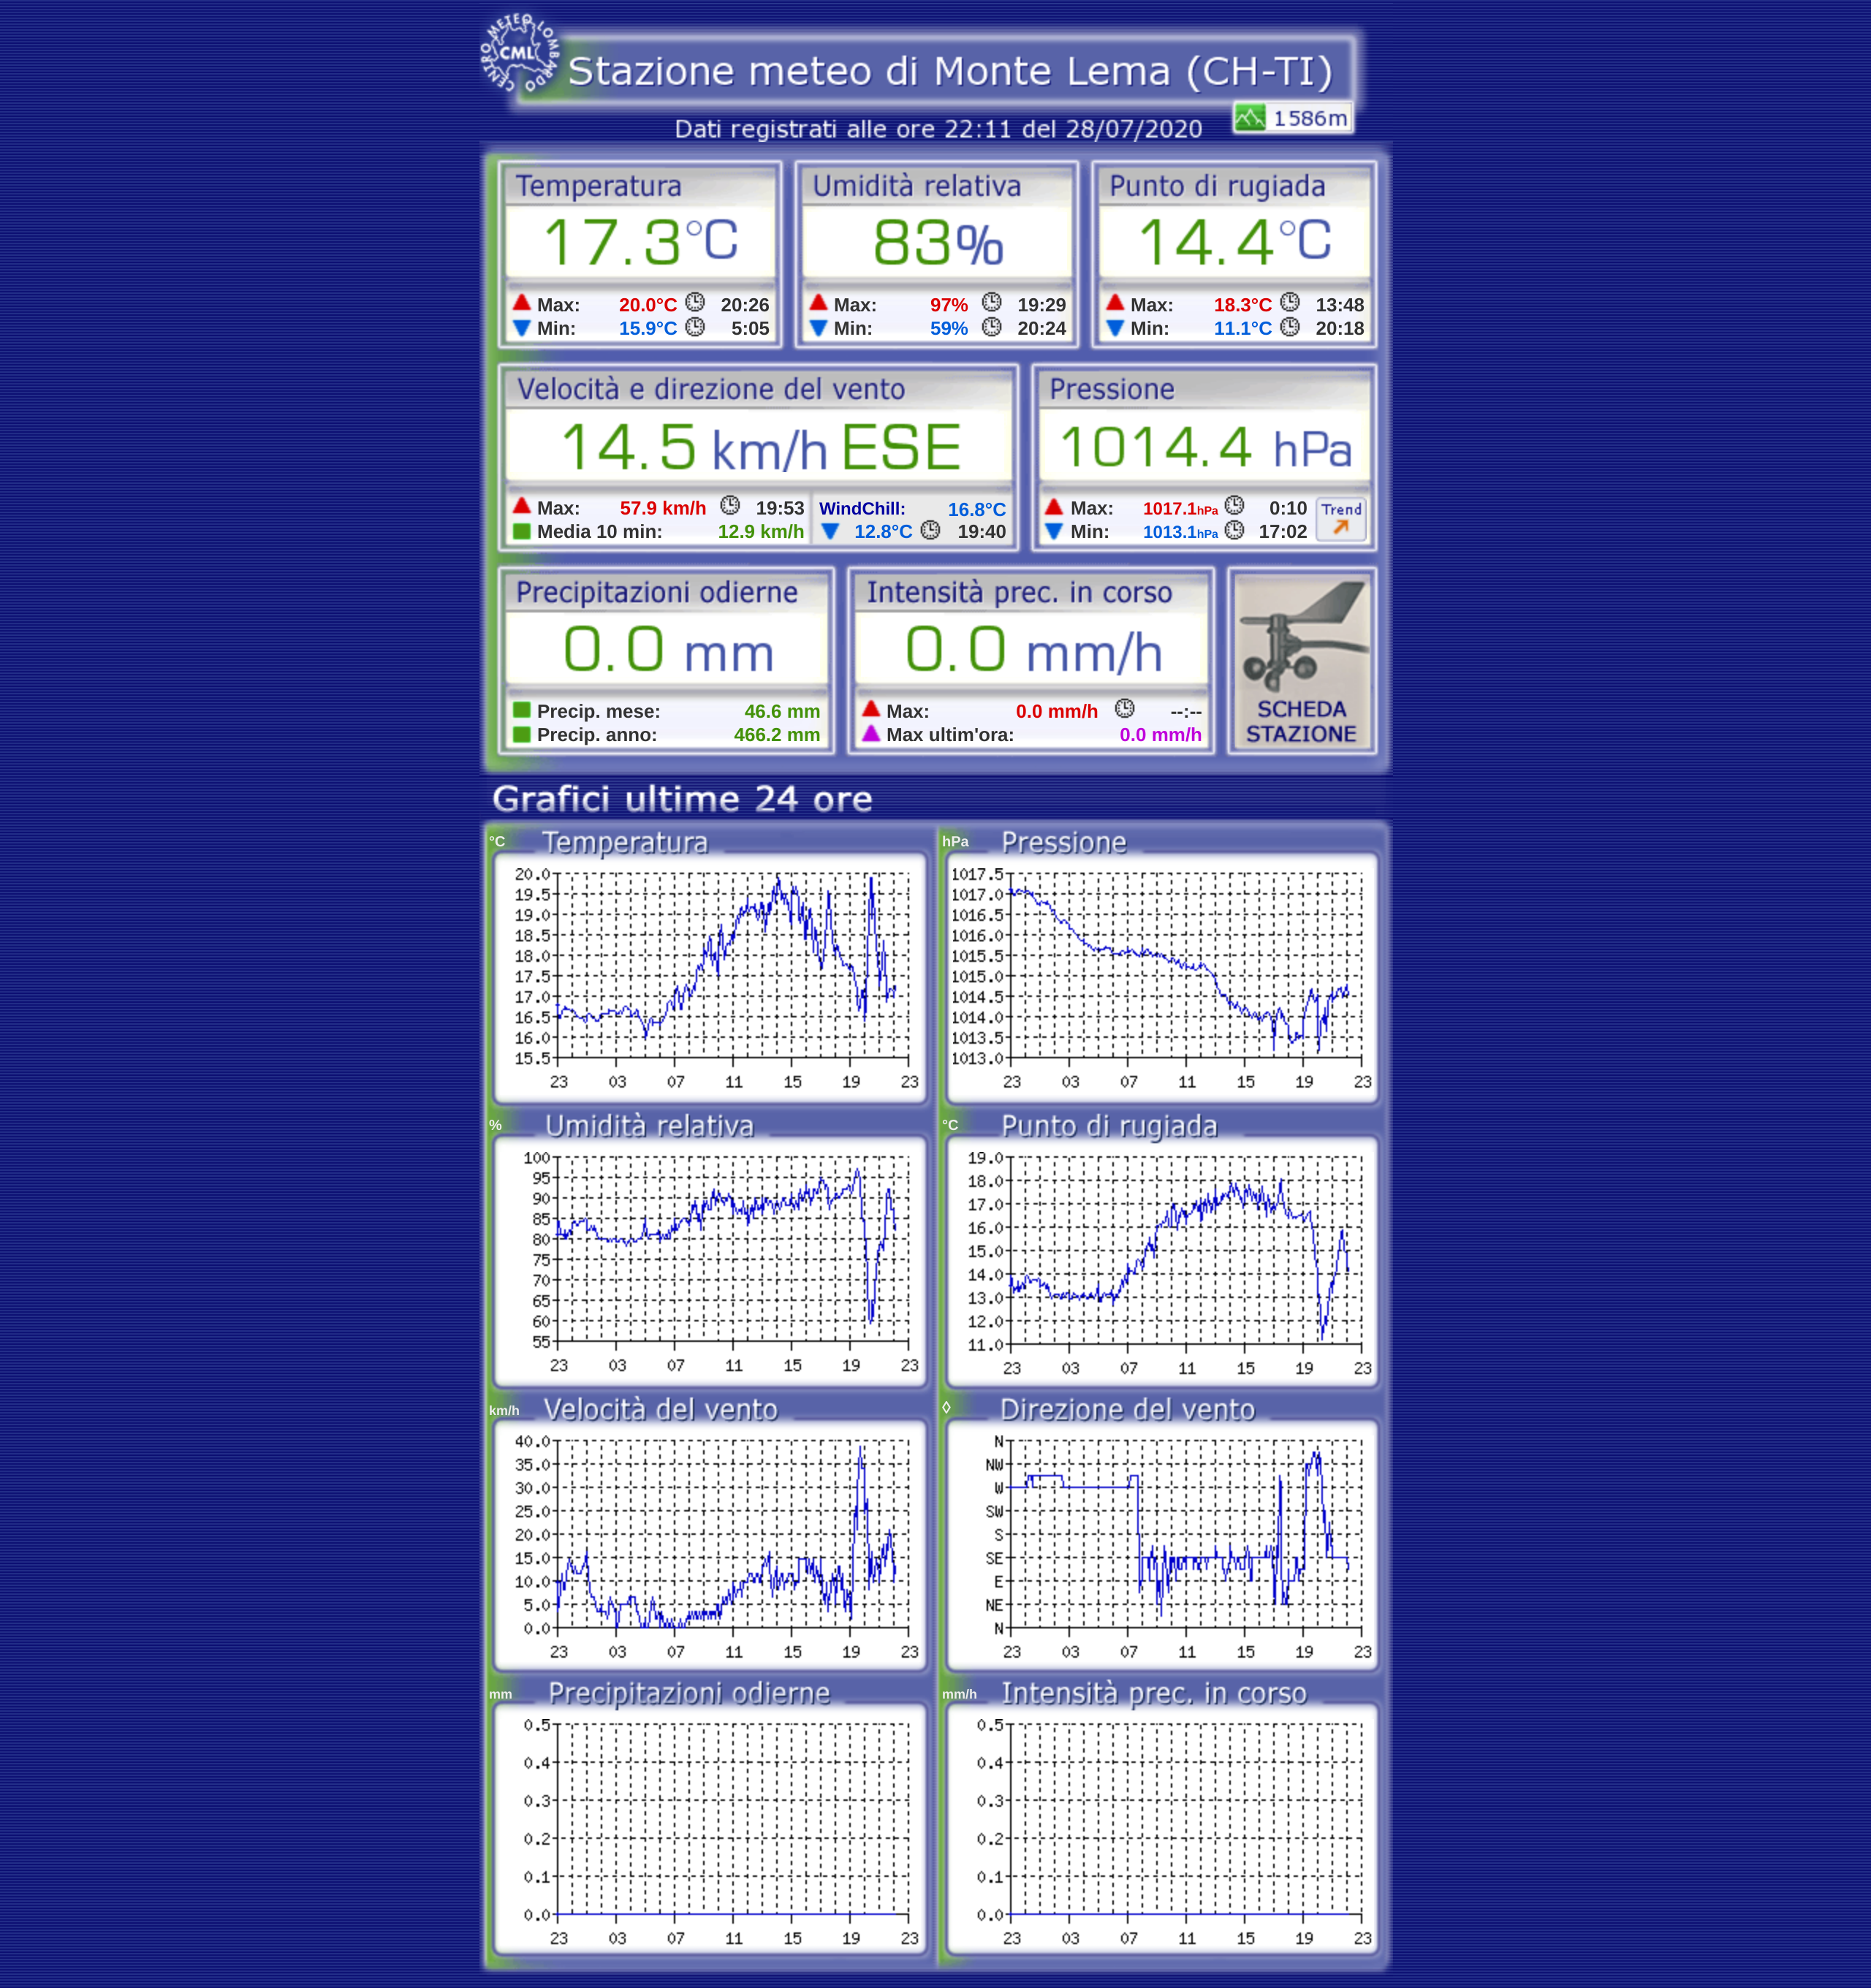 CENTRO METEO LOMBARDO
CML
Stazione meteo di Monte Lema (CH-TI)
1586m
Dati registrati alle ore 22:11 del 28/07/2020
Temperatura
17.3°C
Max: 20.0°C 20:26
Min: 15.9°C 5:05
Umidità relativa
83%
Max: 97% 19:29
Min: 59% 20:24
Punto di rugiada
14.4°C
Max: 18.3°C 13:48
Min: 11.1°C 20:18
Velocità e direzione del vento
14.5 km/h ESE
Max: 57.9 km/h 19:53
Media 10 min: 12.9 km/h
WindChill: 16.8°C
12.8°C 19:40
Pressione
1014.4 hPa
Max: 1017.1hPa 0:10
Min: 1013.1hPa 17:02
Trend
Precipitazioni odierne
0.0 mm
Precip. mese: 46.6 mm
Precip. anno: 466.2 mm
Intensità prec. in corso
0.0 mm/h
Max: 0.0 mm/h --:--
Max ultim'ora: 0.0 mm/h
SCHEDA
STAZIONE
Grafici ultime 24 ore
°C Temperatura
20.0
19.5
19.0
18.5
18.0
17.5
17.0
16.5
16.0
15.5
23 03 07 11 15 19 23
hPa Pressione
1017.5
1017.0
1016.5
1016.0
1015.5
1015.0
1014.5
1014.0
1013.5
1013.0
23 03 07 11 15 19 23
% Umidità relativa
100
95
90
85
80
75
70
65
60
55
23 03 07 11 15 19 23
°C Punto di rugiada
19.0
18.0
17.0
16.0
15.0
14.0
13.0
12.0
11.0
23 03 07 11 15 19 23
km/h Velocità del vento
40.0
35.0
30.0
25.0
20.0
15.0
10.0
5.0
0.0
23 03 07 11 15 19 23
◊ Direzione del vento
N
NW
W
SW
S
SE
E
NE
N
23 03 07 11 15 19 23
mm Precipitazioni odierne
0.5
0.4
0.3
0.2
0.1
0.0
23 03 07 11 15 19 23
mm/h Intensità prec. in corso
0.5
0.4
0.3
0.2
0.1
0.0
23 03 07 11 15 19 23